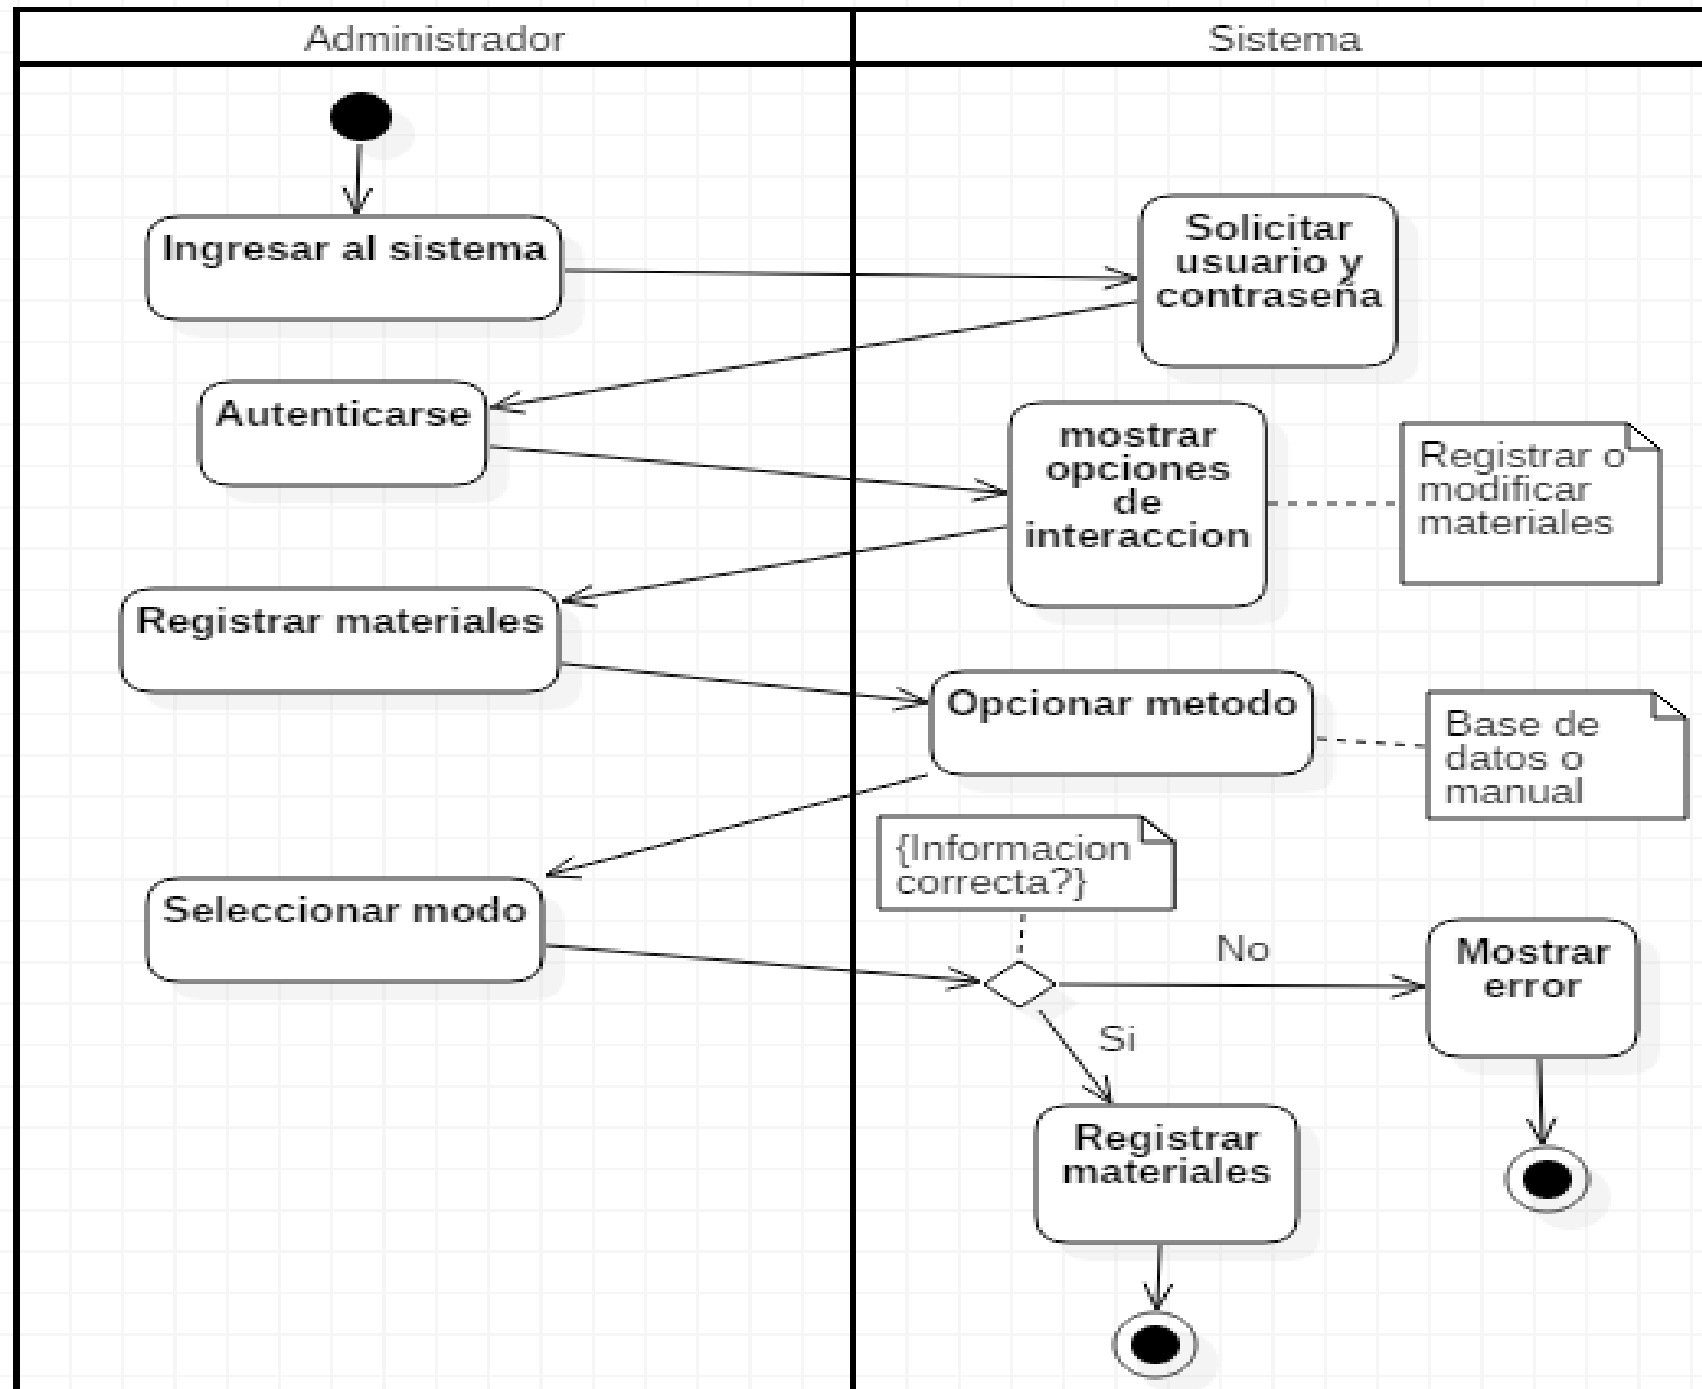 Administrador
Sistema
Ingresar al sistema
Solicitar
usuario y
contraseña
Autenticarse
mostrar
opciones
de
interaccion
Registrar o
modificar
materiales
Registrar materiales
Opcionar metodo
Base de
datos o
manual
{Informacion
correcta?}
Seleccionar modo
No
Mostrar
error
Si
Registrar
materiales